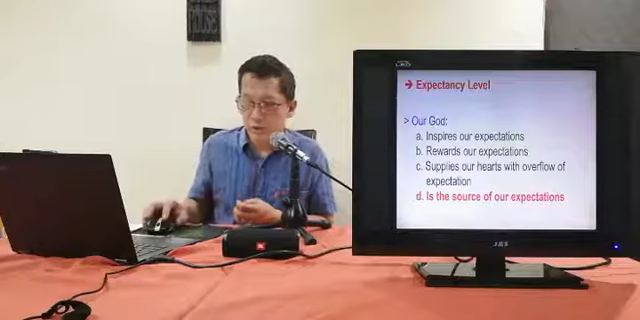 house
➔ Expectancy Level
> Our God:
a. Inspires our expectations
b. Rewards our expectations
c. Supplies our hearts with overflow of
expectation
d. Is the source of our expectations
JBL